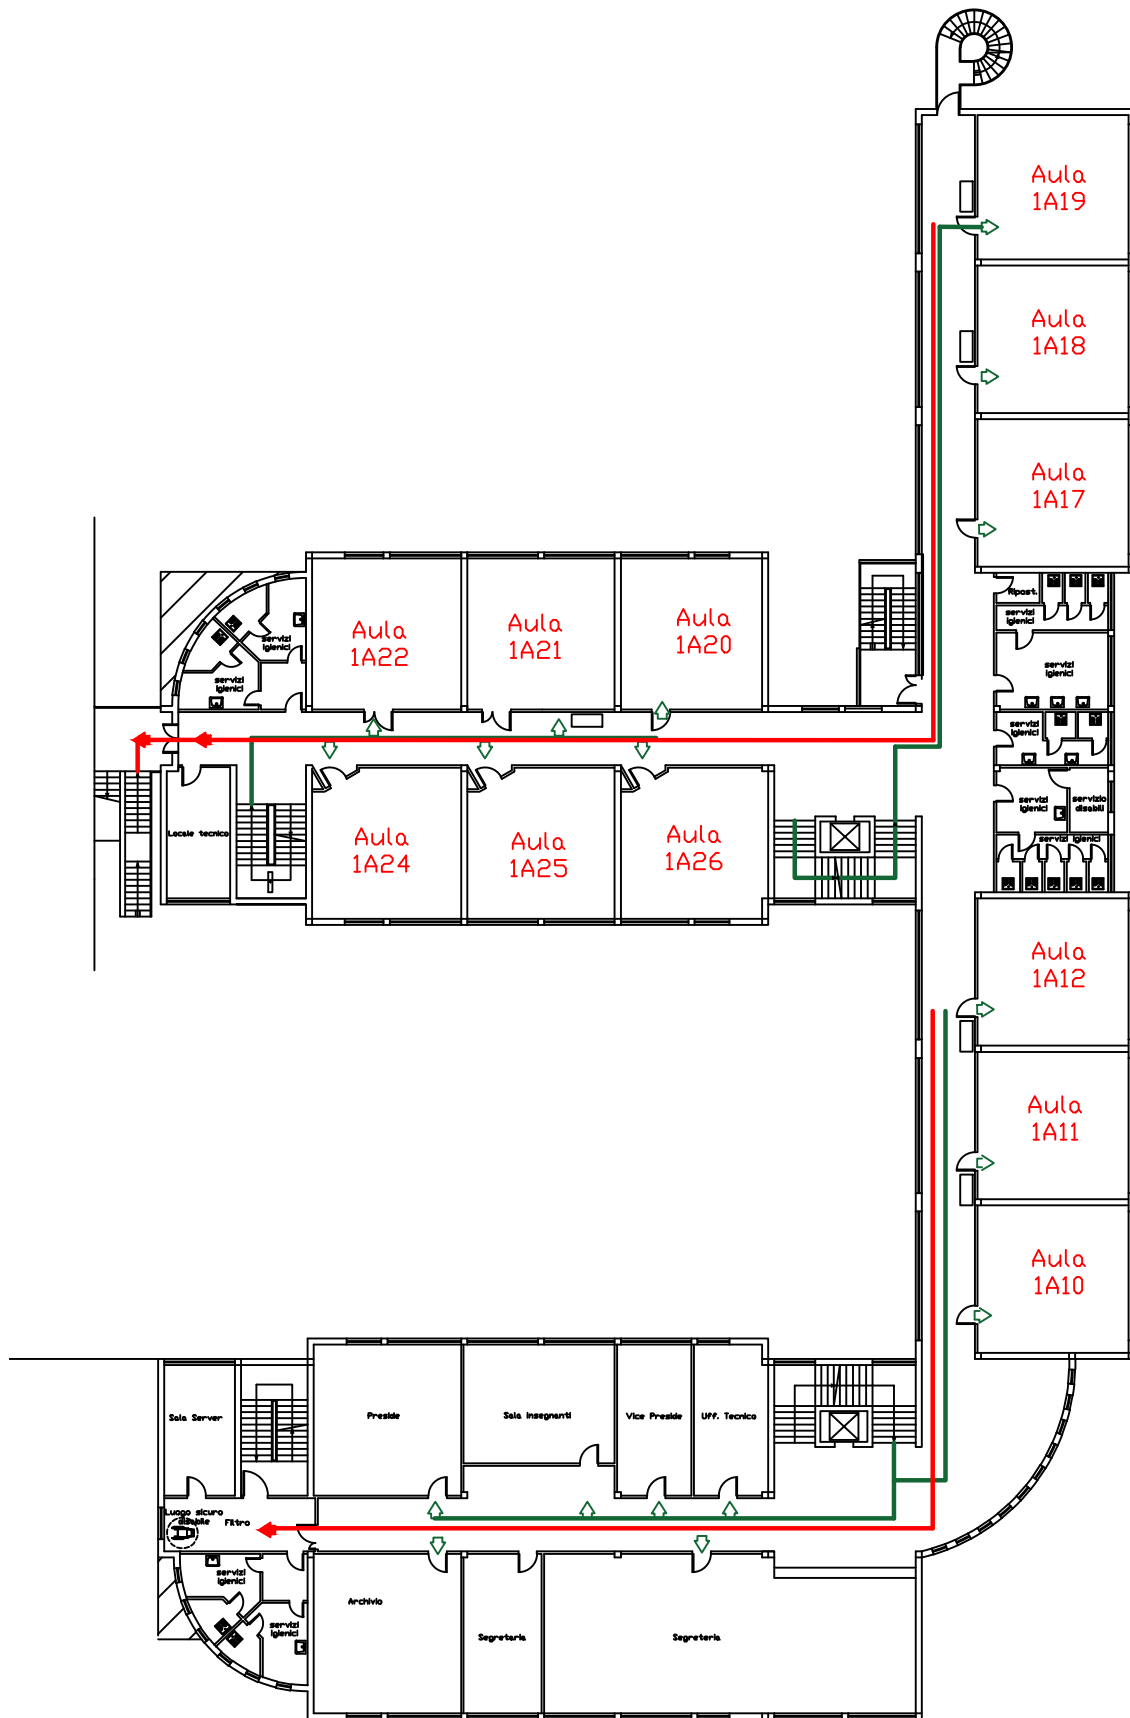 Aula
1A19
Aula
1A18
Aula
1A17
Ripost.
servizi
igienici
servizi
igienici
servizi
igienici
servizi
igienici
servizio
disabili
servizi igienici
Aula
1A22
Aula
1A21
Aula
1A20
servizi
igienici
servizi
igienici
Locale tecnico
Aula
1A24
Aula
1A25
Aula
1A26
Aula
1A12
Aula
1A11
Aula
1A10
Sala Server
Preside
Sala insegnanti
Vice Preside
Uff. Tecnico
Luogo sicuro
disabile
Filtro
servizi
igienici
servizi
igienici
Archivio
Segretaria
Segreteria